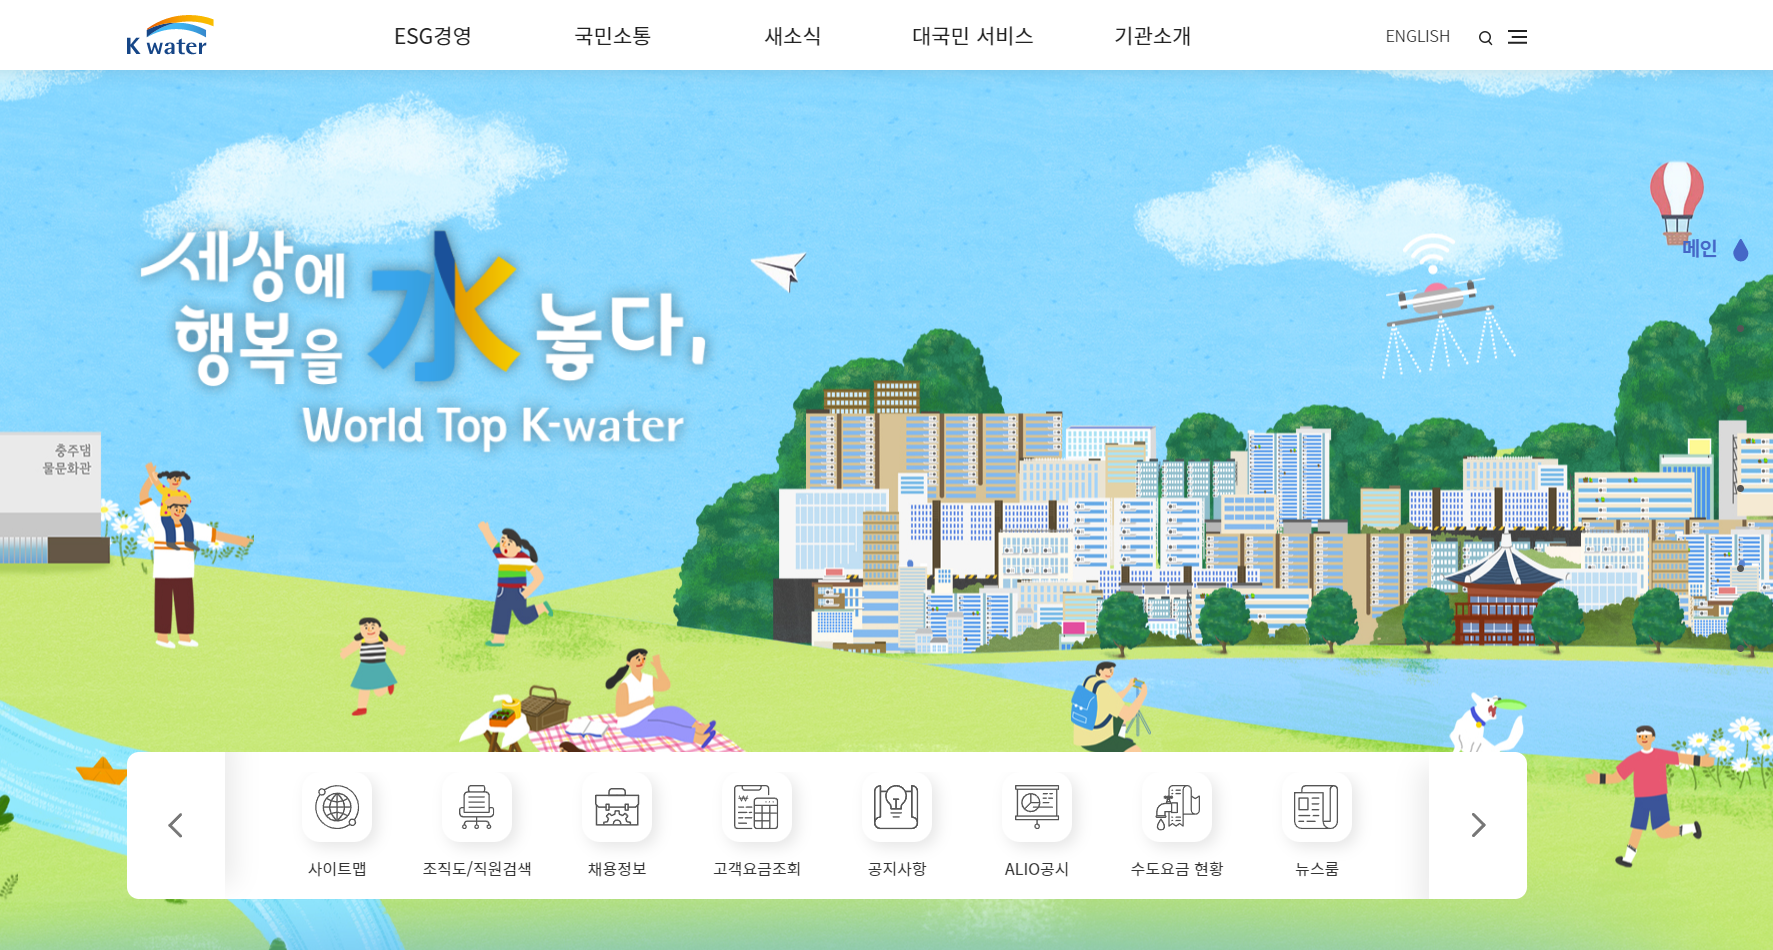 K water
ESG경영
국민소통
새소식
대국민 서비스
기관소개
ENGLISH
세상에
행복을 水 놓다,
World Top K-water
메인
충주댐
물문화관
사이트맵
조직도/직원검색
채용정보
고객요금조회
공지사항
ALIO공시
수도요금 현황
뉴스룸